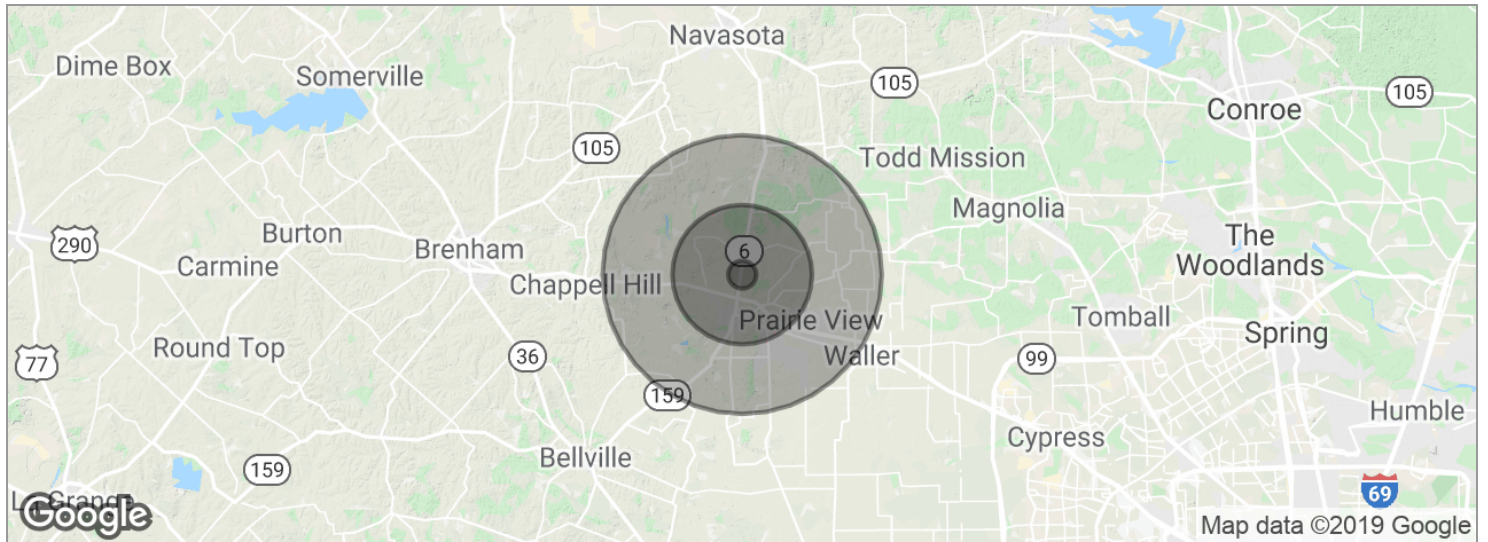 Navasota
Dime Box
Somerville
105
105
Conroe
105
Todd Mission
Magnolia
290
Burton
Brenham
6
The
Woodlands
Carmine
Chappell Hill
Prairie View
Tomball
Spring
77
Round Top
36
Waller
99
159
Humble
Cypress
Bellville
159
La Grange
69
Google
Map data ©2019 Google